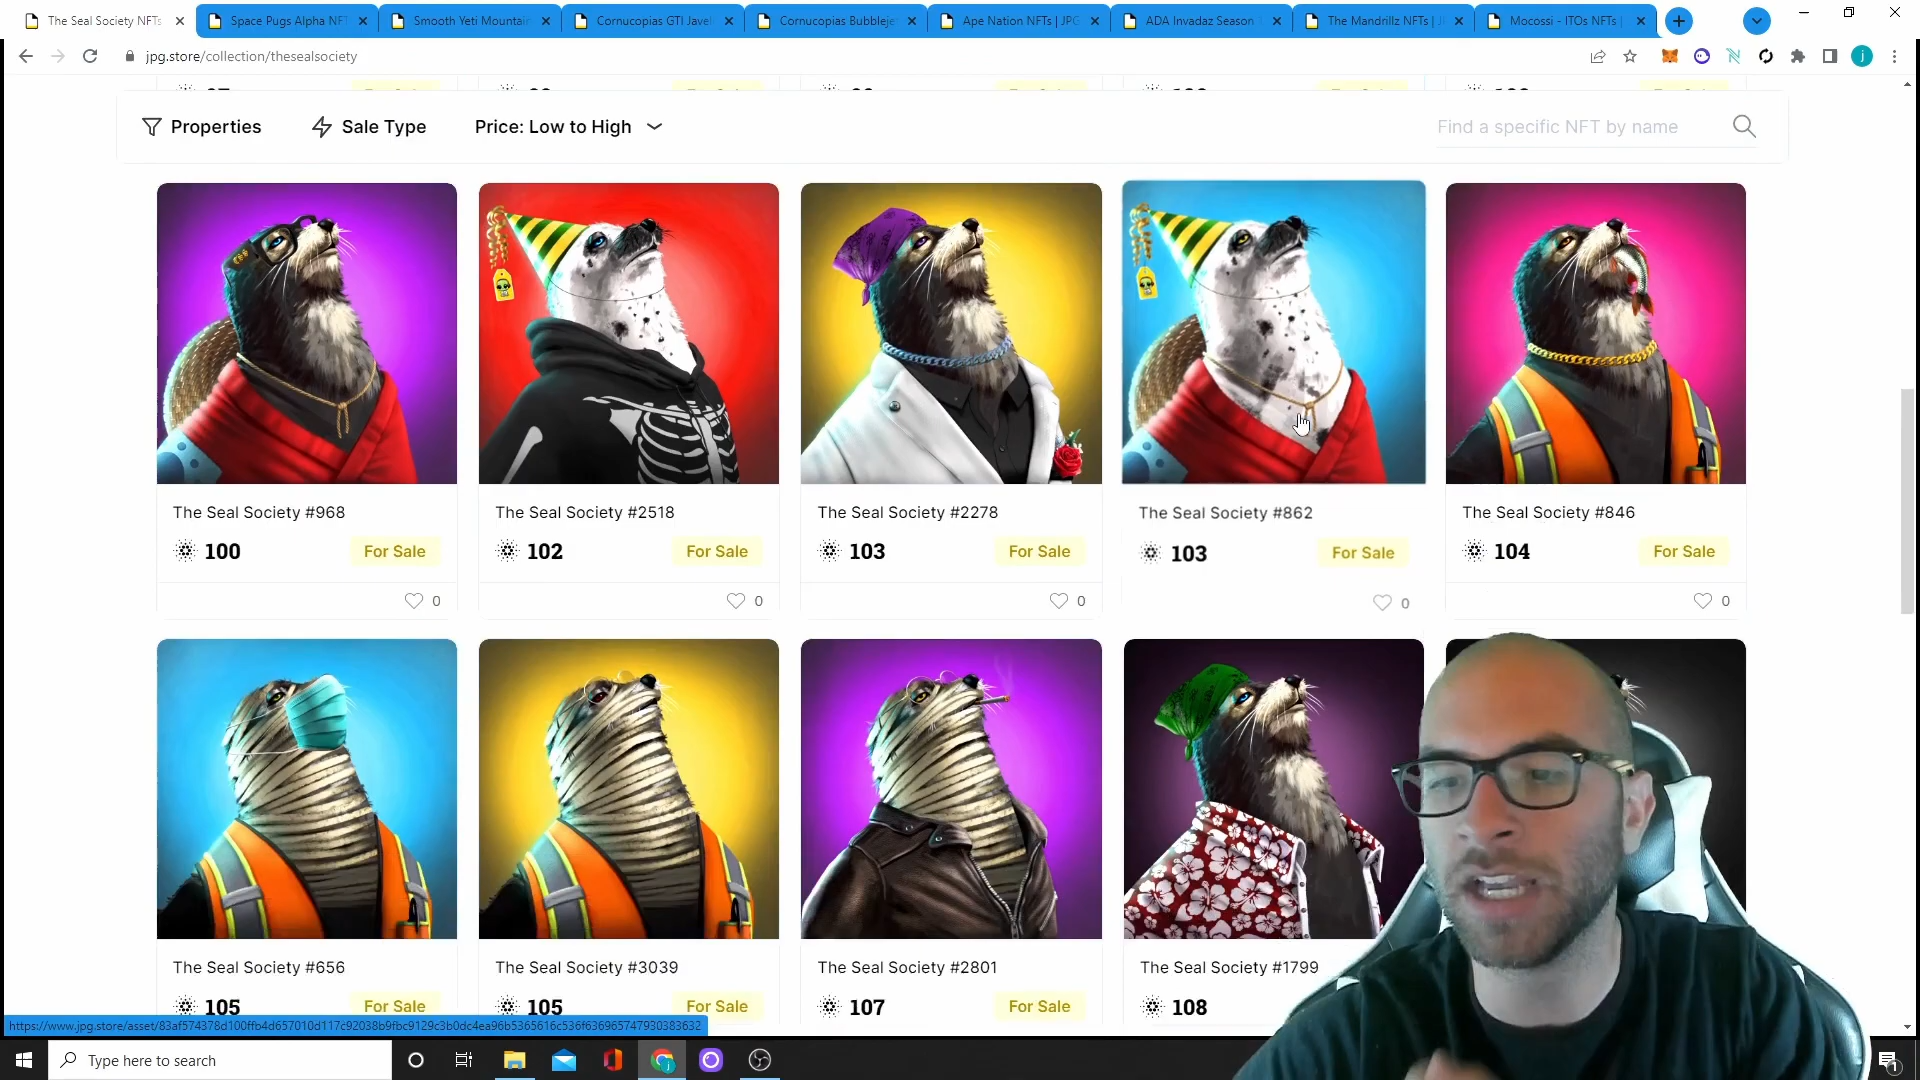 The Seal Society NFTs
Space Pugs Alpha NFT
Smooth Yeti Mountain
Cornucopias GTI Javel
Cornucopias Bubblejet
Ape Nation NFTs | JPG
ADA Invadaz Season
The Mandrillz NFTs | J
Mocossi - ITOs NFTs |
jpg.store/collection/thesealsociety
j
Properties
Sale Type
Price: Low to High
Find a specific NFT by name
The Seal Society #968
100 For Sale
0
The Seal Society #2518
102 For Sale
0
The Seal Society #2278
103 For Sale
0
The Seal Society #862
103 For Sale
0
The Seal Society #846
104 For Sale
0
The Seal Society #656
105 For Sale
The Seal Society #3039
105 For Sale
The Seal Society #2801
107 For Sale
The Seal Society #1799
108
Type here to search
1